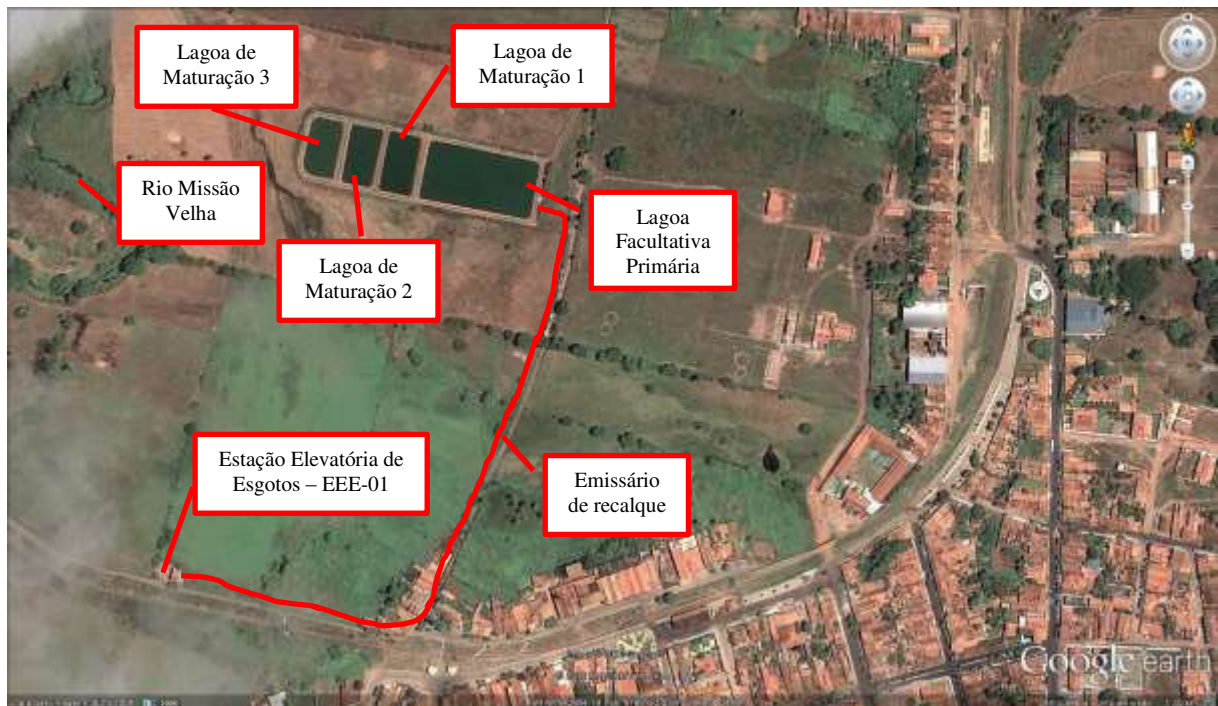 Lagoa de
Maturação 3
Lagoa de
Maturação 1
Rio Missão
Velha
Lagoa de
Maturação 2
Lagoa
Facultativa
Primária
Estação Elevatória de
Esgotos – EEE-01
Emissário
de recalque
Google earth